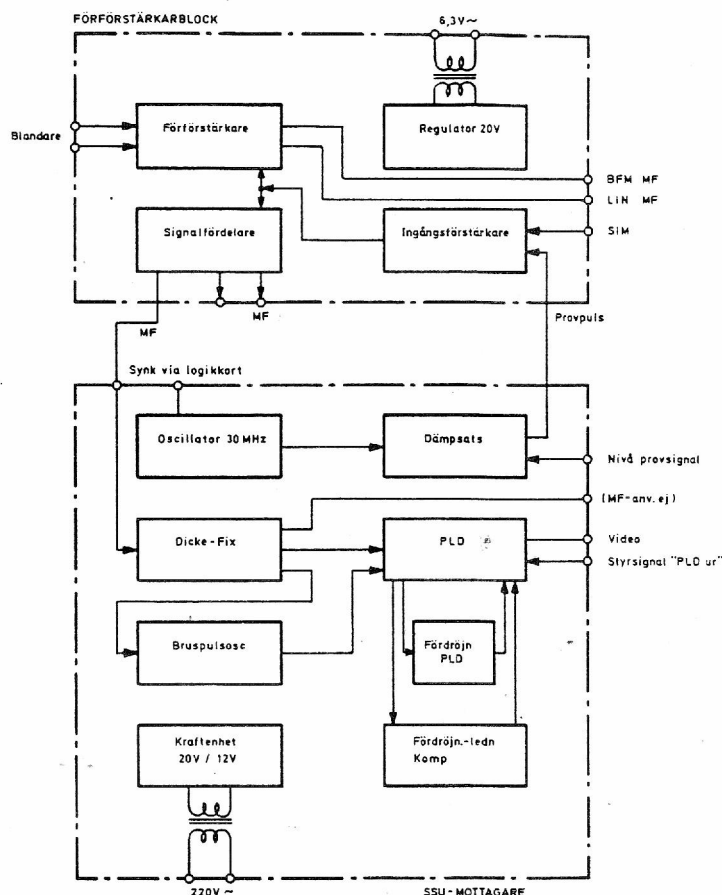 FÖRFÖRSTÄRKARBLOCK
6,3V ~
Blandare
Förförstärkare
Regulator 20V
BFM MF
LiN MF
Signalfördelare
Ingångsförstärkare
SiM
MF
MF
Provpuls
Synk via logikkort
Oscillator 30 MHz
Dämpsats
Nivå provsignal
(MF-anv. ej)
Dicke-Fix
PLD
Video
Styrsignal "PLD ur"
Bruspulsosc
Fördröjn
PLD
Kraftenhet
20V / 12V
Fördröjn.-ledn
Komp
220V ~
SSU-MOTTAGARE